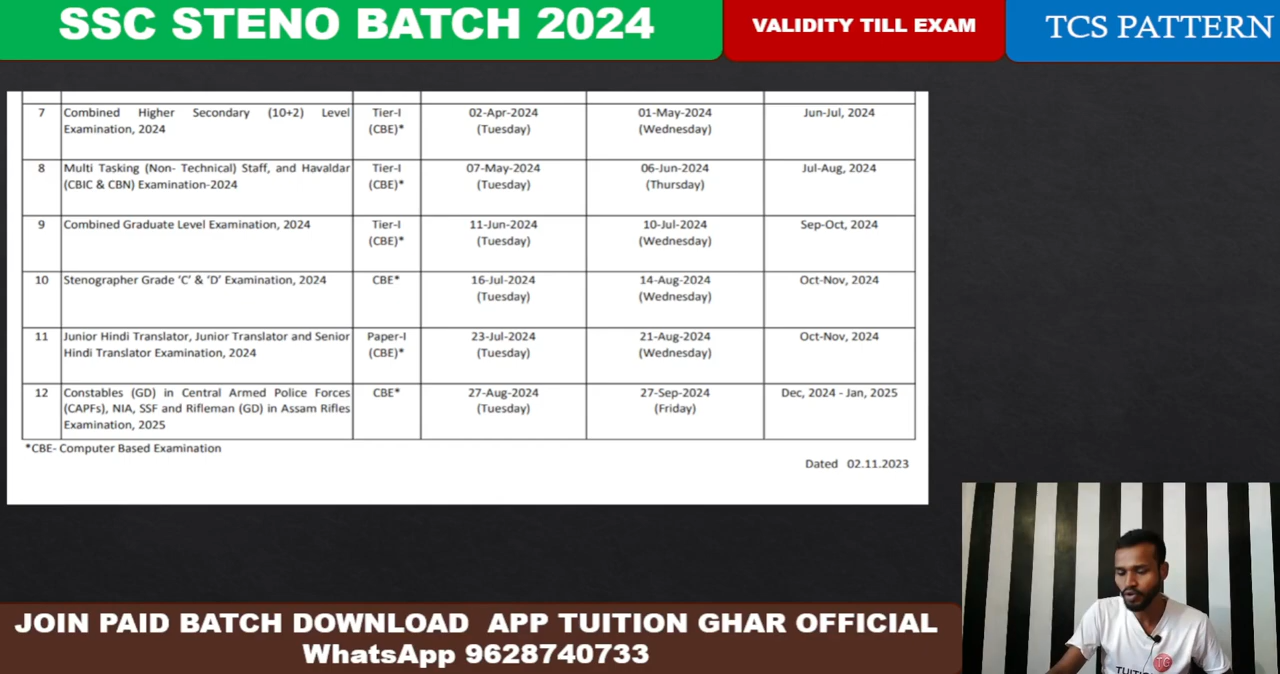 SSC STENO BATCH 2024
VALIDITY TILL EXAM
TCS PATTERN
7 Combined Higher Secondary (10+2) Level Tier-I 02-Apr-2024 01-May-2024 Jun-Jul, 2024
Examination, 2024 (CBE)* (Tuesday) (Wednesday)
8 Multi Tasking (Non- Technical) Staff, and Havaldar Tier-I 07-May-2024 06-Jun-2024 Jul-Aug, 2024
(CBIC & CBN) Examination-2024 (CBE)* (Tuesday) (Thursday)
9 Combined Graduate Level Examination, 2024 Tier-I 11-Jun-2024 10-Jul-2024 Sep-Oct, 2024
(CBE)* (Tuesday) (Wednesday)
10 Stenographer Grade ‘C’ & ‘D’ Examination, 2024 CBE* 16-Jul-2024 14-Aug-2024 Oct-Nov, 2024
(Tuesday) (Wednesday)
11 Junior Hindi Translator, Junior Translator and Senior Paper-I 23-Jul-2024 21-Aug-2024 Oct-Nov, 2024
Hindi Translator Examination, 2024 (CBE)* (Tuesday) (Wednesday)
12 Constables (GD) in Central Armed Police Forces CBE* 27-Aug-2024 27-Sep-2024 Dec, 2024 - Jan, 2025
(CAPFs), NIA, SSF and Rifleman (GD) in Assam Rifles (Tuesday) (Friday)
Examination, 2025
*CBE- Computer Based Examination
Dated 02.11.2023
JOIN PAID BATCH DOWNLOAD APP TUITION GHAR OFFICIAL
WhatsApp 9628740733
TG